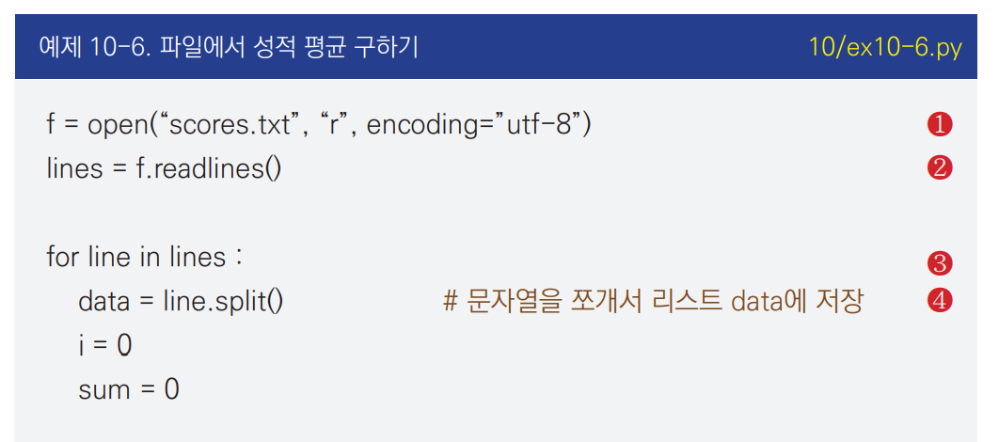 예제 10-6. 파일에서 성적 평균 구하기 10/ex10-6.py
f = open(“scores.txt”, “r”, encoding=”utf-8”) ❶
lines = f.readlines() ❷
for line in lines : ❸
data = line.split() # 문자열을 쪼개서 리스트 data에 저장 ❹
i = 0
sum = 0